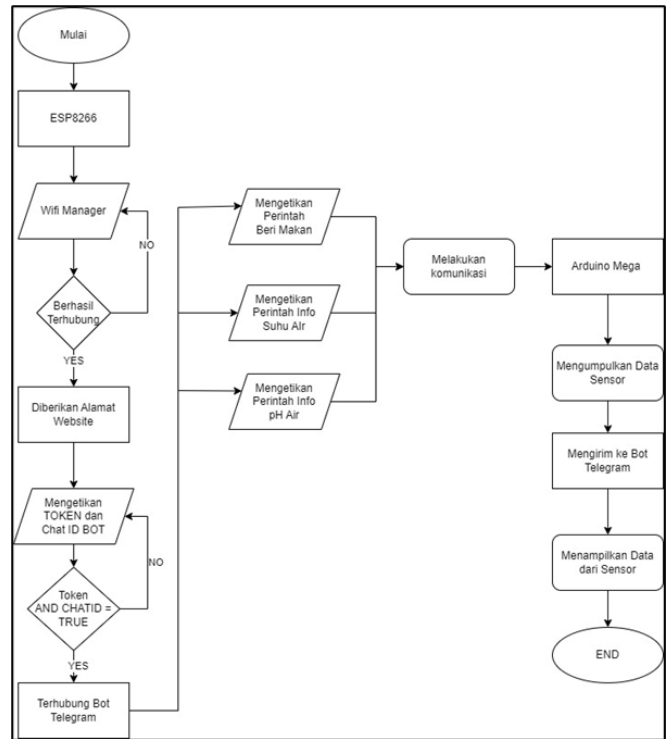 Mulai
ESP8266
Wifi Manager
NO
Berhasil
Terhubung
YES
Diberikan Alamat
Website
Mengetikan
TOKEN dan
Chat ID BOT
NO
Token
AND CHATID =
TRUE
YES
Terhubung Bot
Telegram
Mengetikan
Perintah
Beri Makan
Mengetikan
Perintah Info
Suhu AIr
Mengetikan
Perintah Info
pH Air
Melakukan
komunikasi
Arduino Mega
Mengumpulkan Data
Sensor
Mengirim ke Bot
Telegram
Menampilkan Data
dari Sensor
END